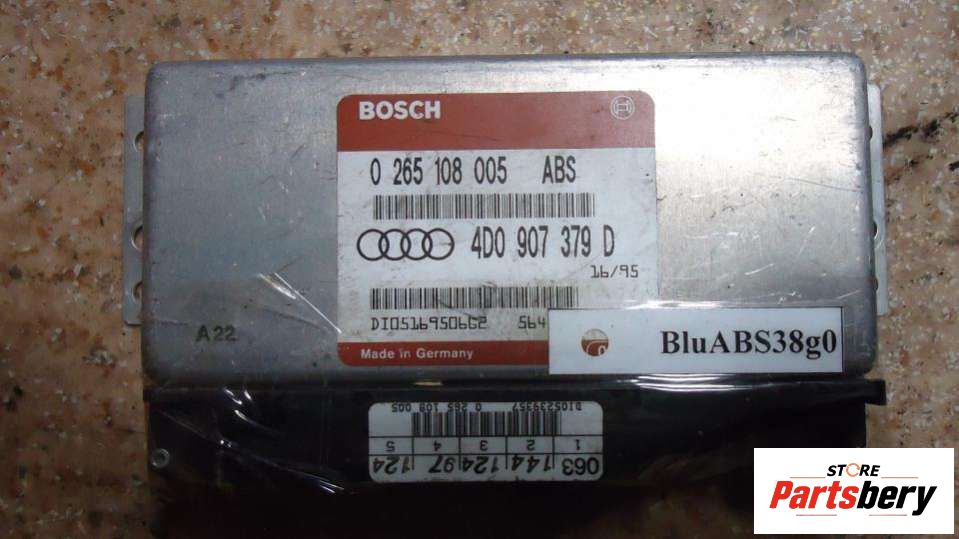 BOSCH
0 265 108 005 ABS
4D0 907 379 D
16/95
DI0516950662 564
Made in Germany
A22
BluABS38g0
DI05239357 0 265 108 005
1 2 3 4 5
063 144 124 97 124
STORE
Partsbery